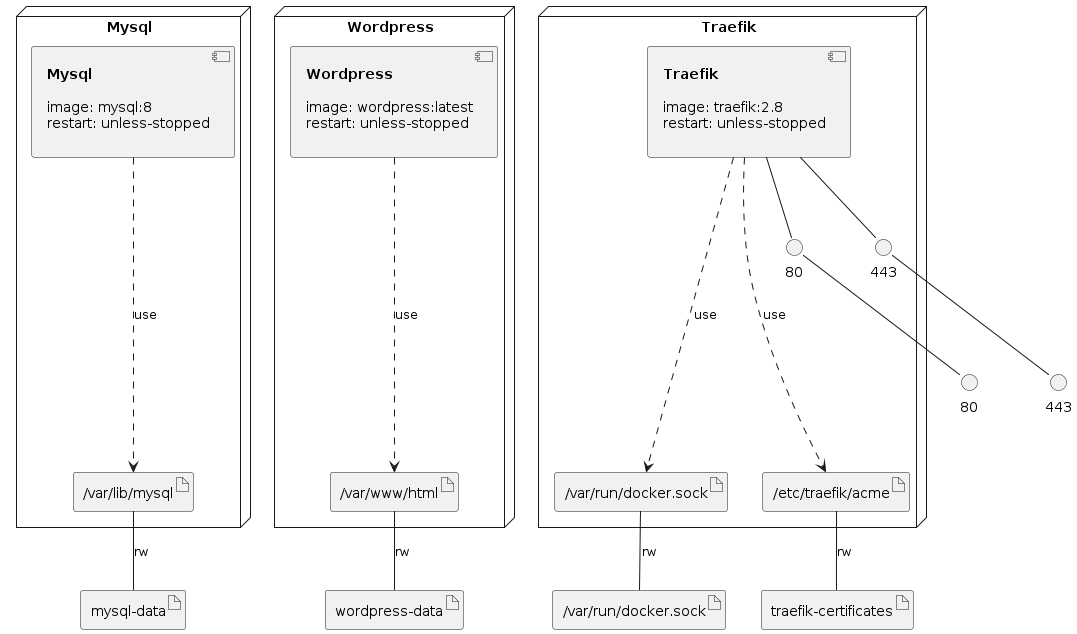 Mysql
Mysql
image: mysql:8
restart: unless-stopped
use
/var/lib/mysql
rw
mysql-data
Wordpress
Wordpress
image: wordpress:latest
restart: unless-stopped
use
/var/www/html
rw
wordpress-data
Traefik
Traefik
image: traefik:2.8
restart: unless-stopped
80
443
use
use
80
443
/var/run/docker.sock
/etc/traefik/acme
rw
rw
/var/run/docker.sock
traefik-certificates